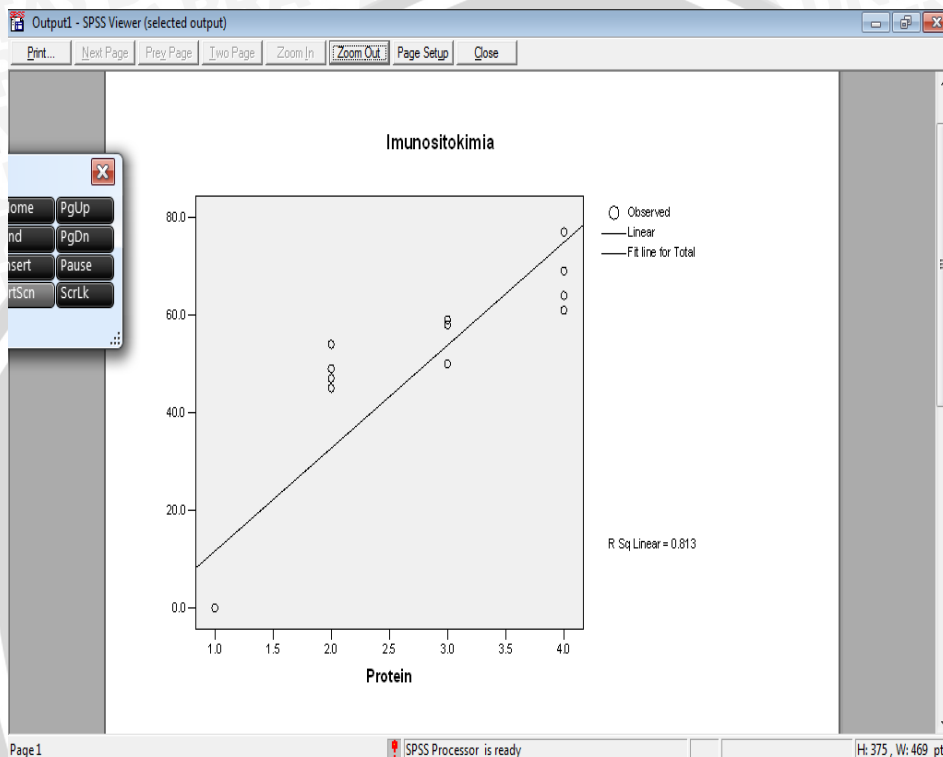 Output1 - SPSS Viewer (selected output)
Print... Next Page Prev Page Two Page Zoom In Zoom Out Page Setup Close
Imunositokimia
PgUp
PgDn
Pause
ScrLk
80.0
60.0
40.0
20.0
0.0
1.0 1.5 2.0 2.5 3.0 3.5 4.0
Protein
Observed
Linear
Fit line for Total
R Sq Linear = 0.813
Page 1 SPSS Processor is ready H: 375 , W: 469 pt